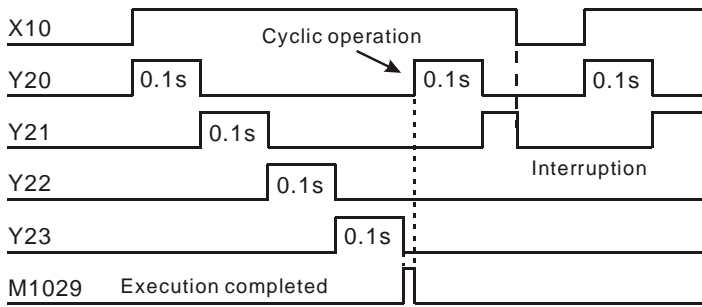 X10
Cyclic operation
Y20 0.1s 0.1s 0.1s
Y21 0.1s
Interruption
Y22 0.1s
Y23 0.1s
M1029 Execution completed